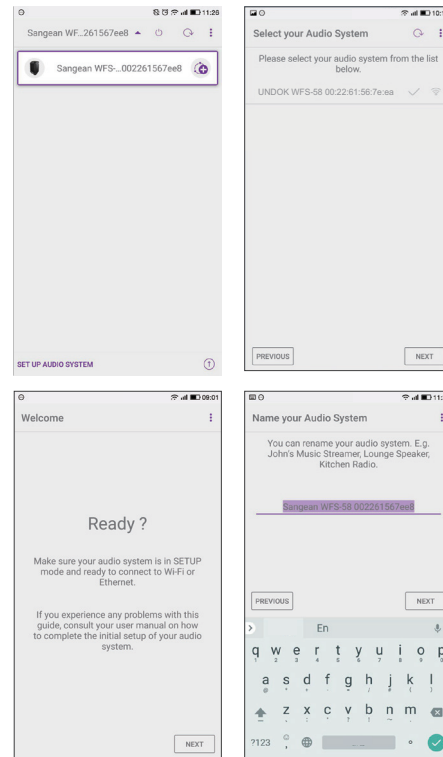 11:26
Sangean WF...261567ee8
Sangean WFS-...002261567ee8
SET UP AUDIO SYSTEM
Select your Audio System
Please select your audio system from the list
below.
UNDOK WFS-58 00:22:61:56:7e:ea
PREVIOUS
NEXT
09:01
Welcome
Ready ?
Make sure your audio system is in SETUP
mode and ready to connect to Wi-Fi or
Ethernet.
If you experience any problems with this
guide, consult your user manual on how
to complete the initial setup of your audio
system.
NEXT
Name your Audio System
You can rename your audio system. E.g.
John's Music Streamer, Lounge Speaker,
Kitchen Radio.
Sangean WFS-58 002261567ee8
PREVIOUS
NEXT
En
q w e r t y u i o p
a s d f g h j k l
z x c v b n m
?123